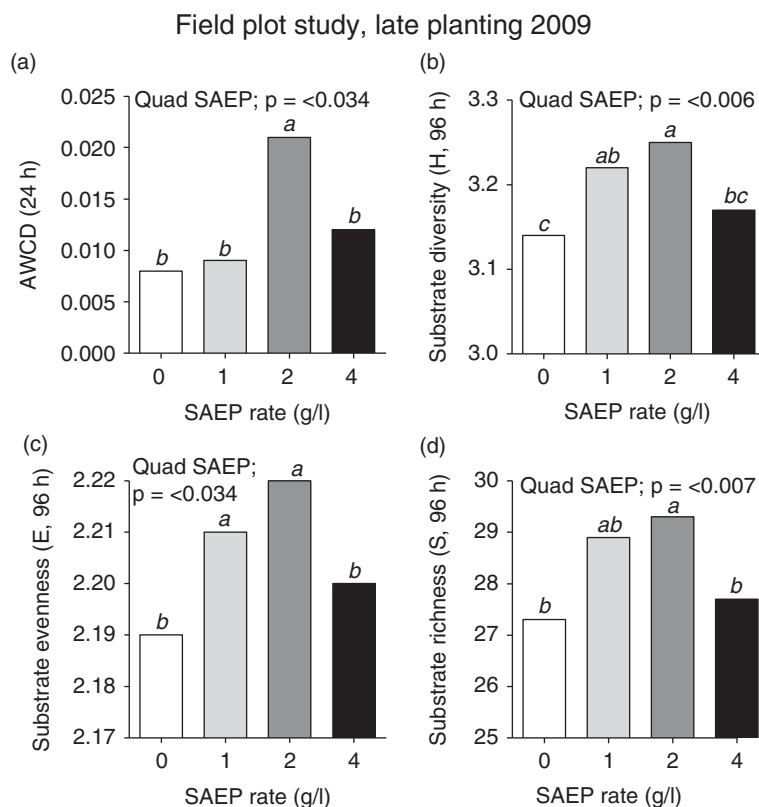 Field plot study, late planting 2009
(a)
Quad SAEP; p = <0.034
AWCD (24 h)
0.025
0.020
0.015
0.010
0.005
0.000
b
b
a
b
0
1
2
4
SAEP rate (g/l)
(b)
Quad SAEP; p = <0.006
Substrate diversity (H, 96 h)
3.3
3.2
3.1
3.0
c
ab
a
bc
0
1
2
4
SAEP rate (g/l)
(c)
Quad SAEP;
p = <0.034
Substrate evenness (E, 96 h)
2.22
2.21
2.20
2.19
2.18
2.17
b
a
a
b
0
1
2
4
SAEP rate (g/l)
(d)
Quad SAEP; p = <0.007
Substrate richness (S, 96 h)
30
29
28
27
26
25
b
ab
a
b
0
1
2
4
SAEP rate (g/l)